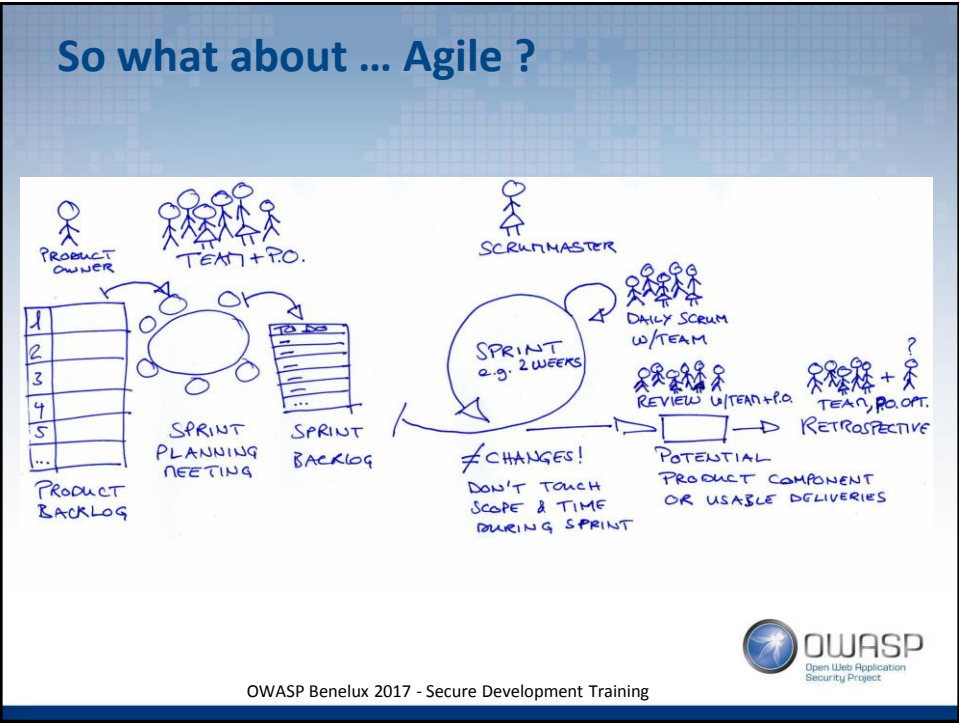 So what about ... Agile ?
PRODUCT
OWNER
TEAM + P.O.
SCRUMMASTER
1
2
3
4
5
...
PRODUCT
BACKLOG
SPRINT
PLANNING
MEETING
TO DO
...
SPRINT
BACKLOG
SPRINT
e.g. 2 WEEKS
≠ CHANGES!
DON'T TOUCH
SCOPE & TIME
DURING SPRINT
DAILY SCRUM
W/TEAM
REVIEW W/TEAM+P.O.
POTENTIAL
PRODUCT COMPONENT
OR USABLE DELIVERIES
+
?
TEAM, P.O. OPT.
RETROSPECTIVE
OWASP
Open Web Application
Security Project
OWASP Benelux 2017 - Secure Development Training